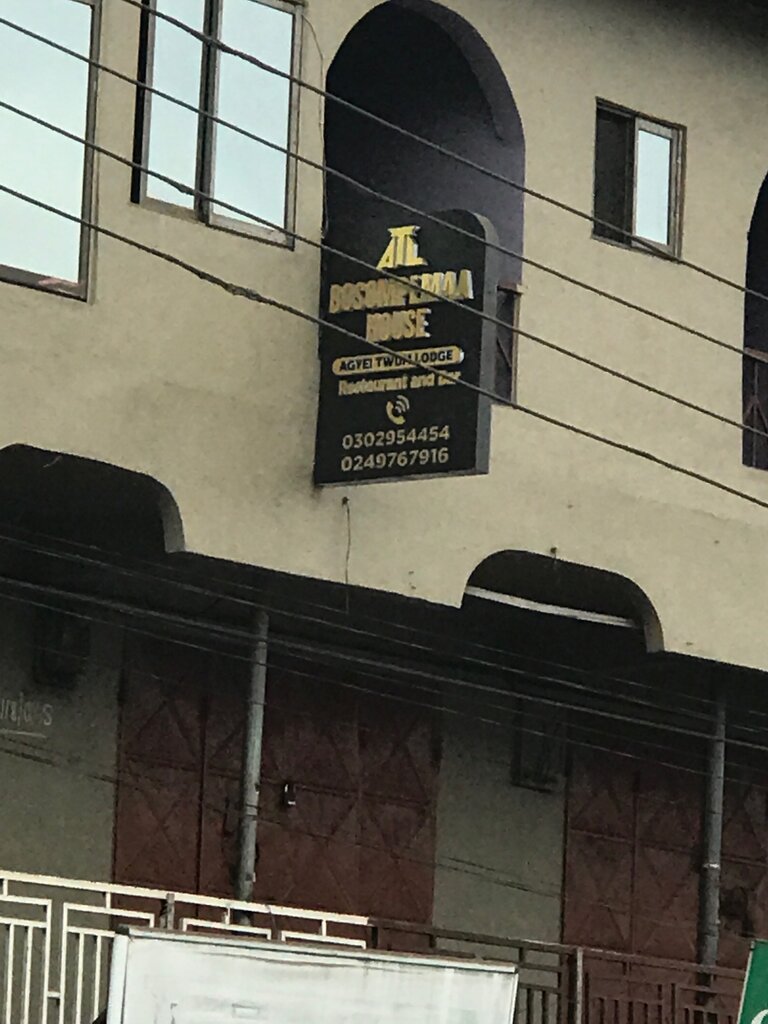 ATL
BOSOMPEMAA
HOUSE
AGYEI TWUM LODGE
Restaurant and Bar
0302954454
0249767916